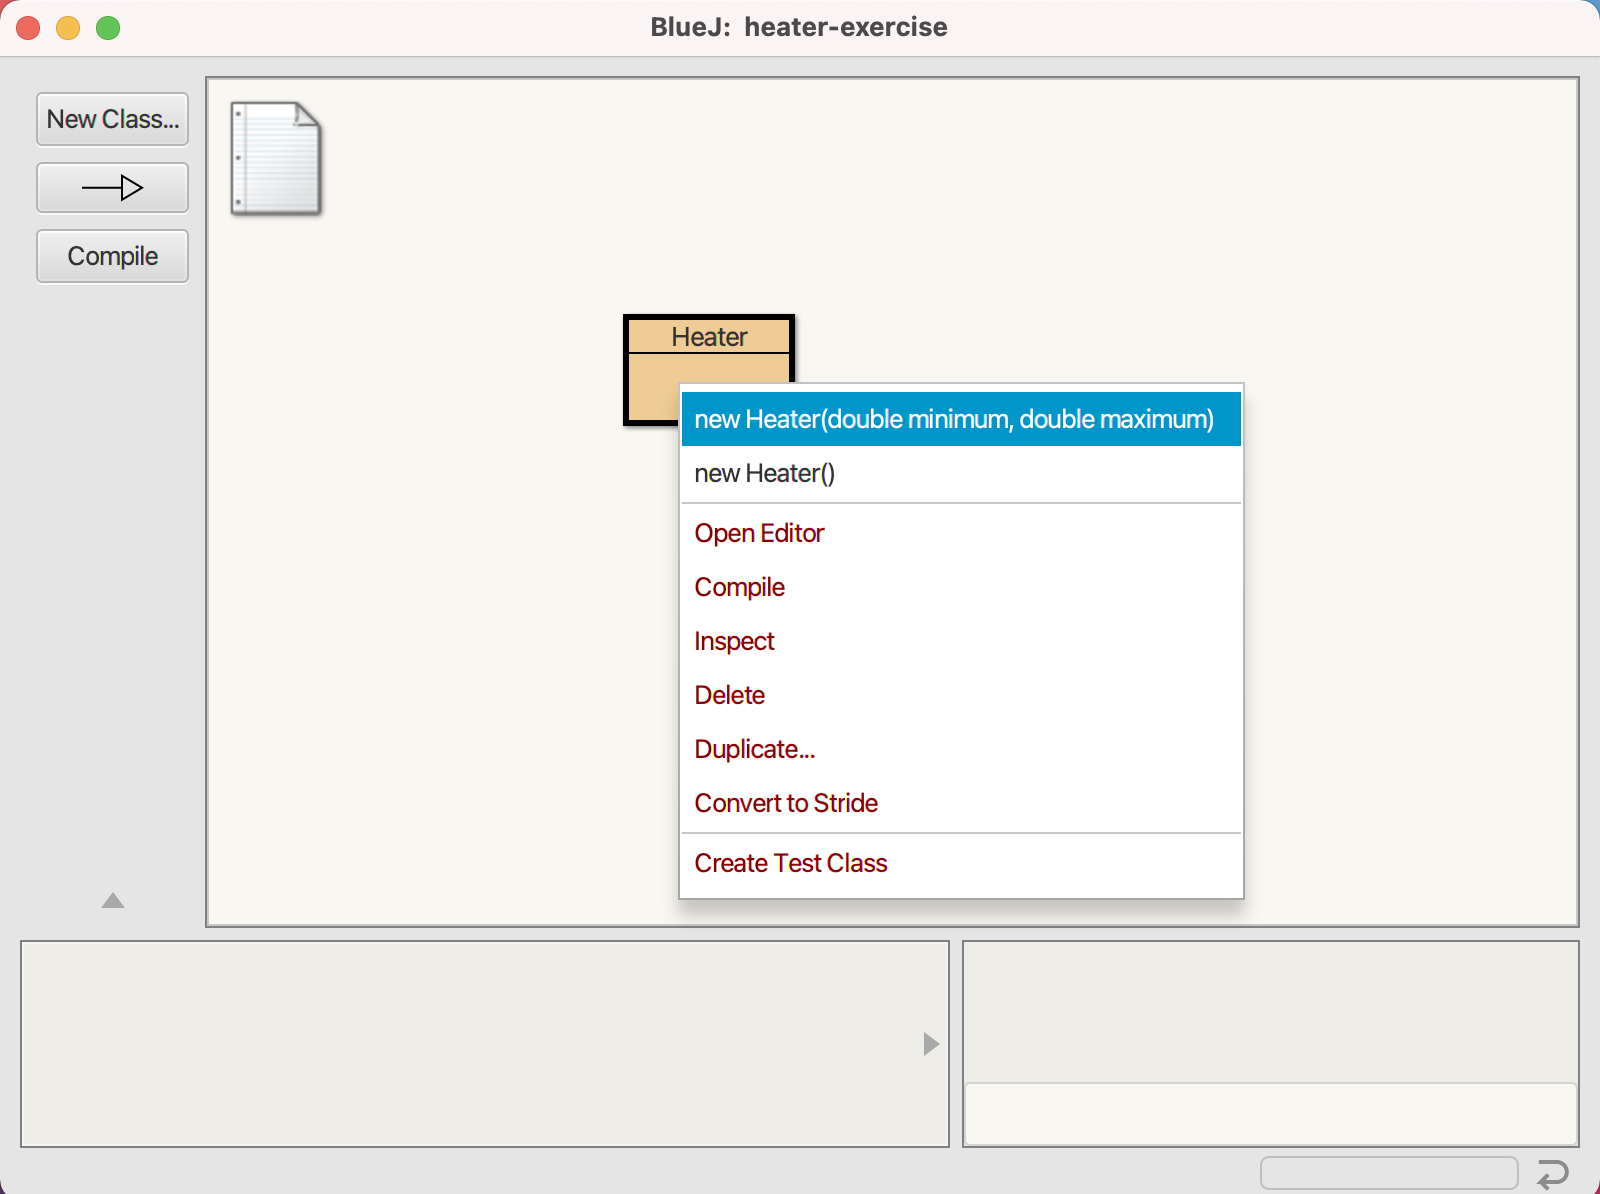 BlueJ:  heater-exercise
New Class...
Compile
Heater
new Heater(double minimum, double maximum)
new Heater()
Open Editor
Compile
Inspect
Delete
Duplicate...
Convert to Stride
Create Test Class